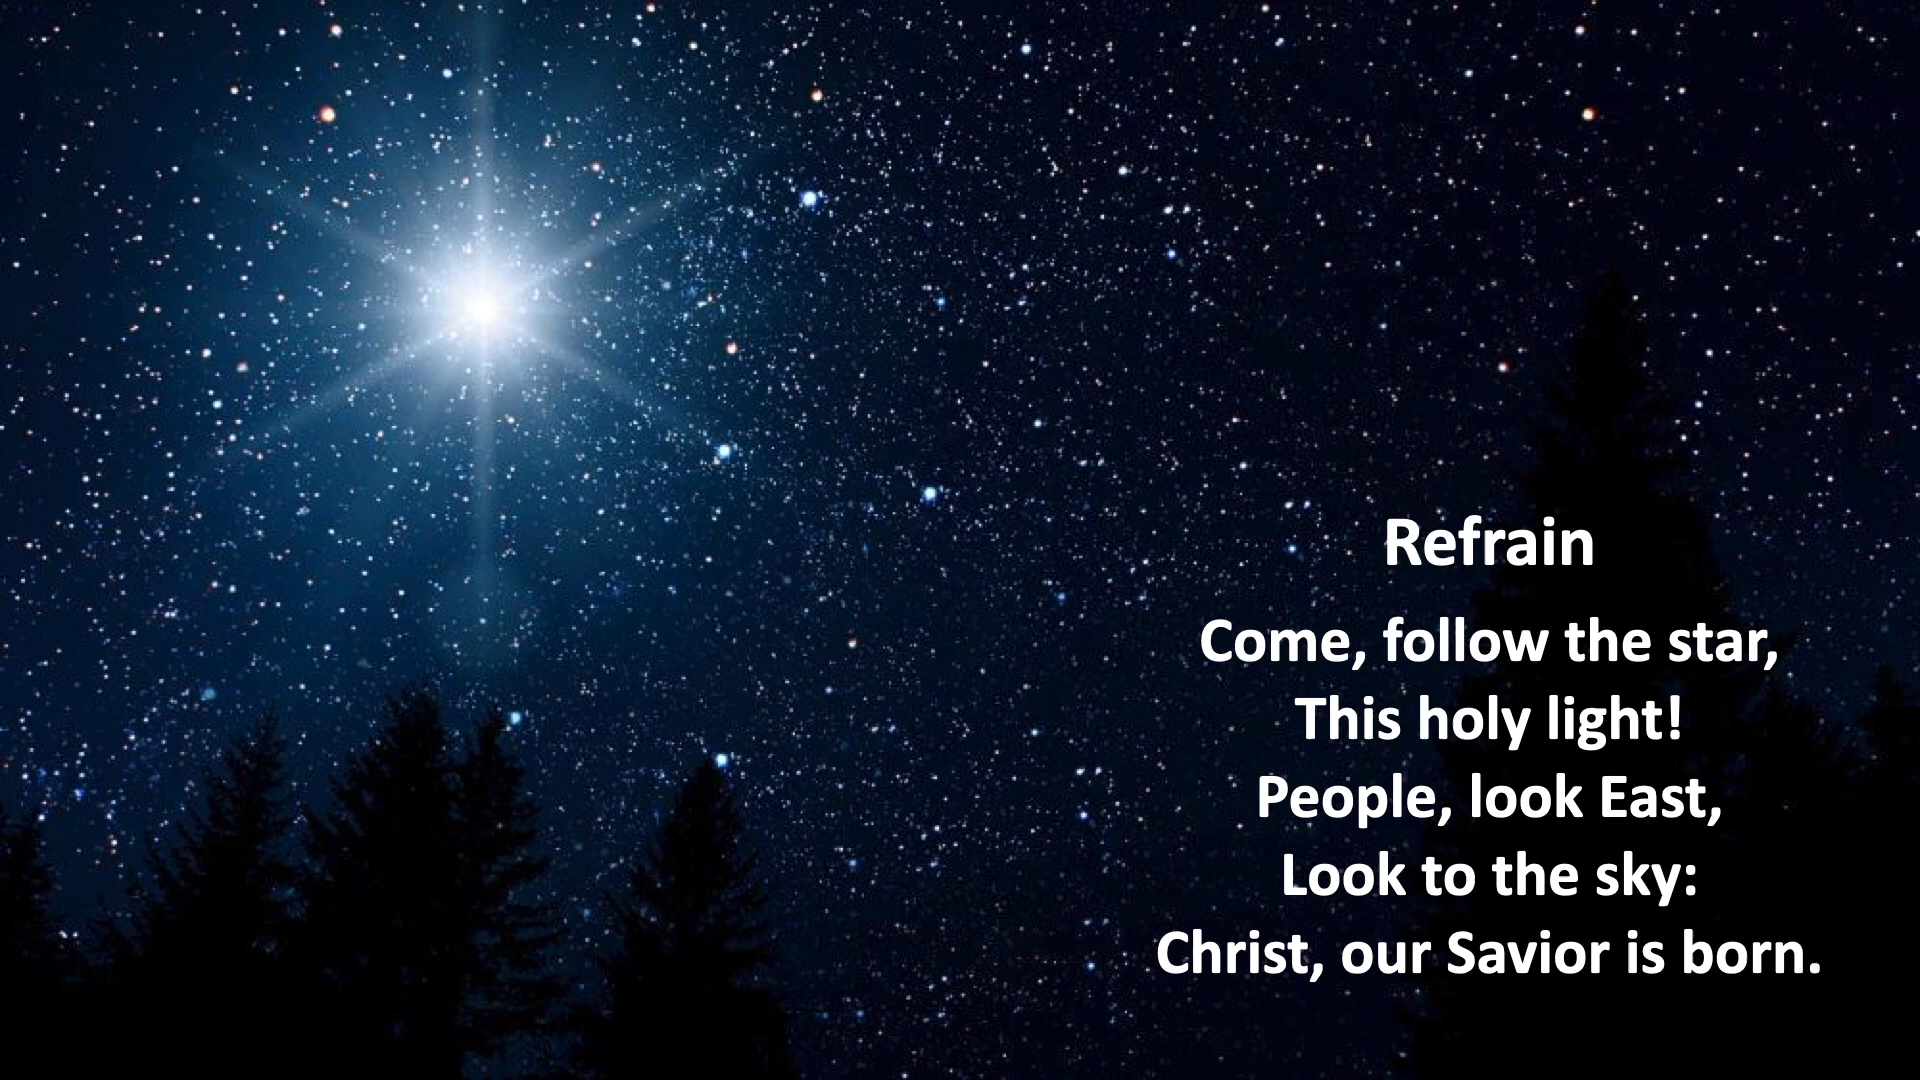 Refrain
Come, follow the star,
This holy light!
People, look East,
Look to the sky:
Christ, our Savior is born.